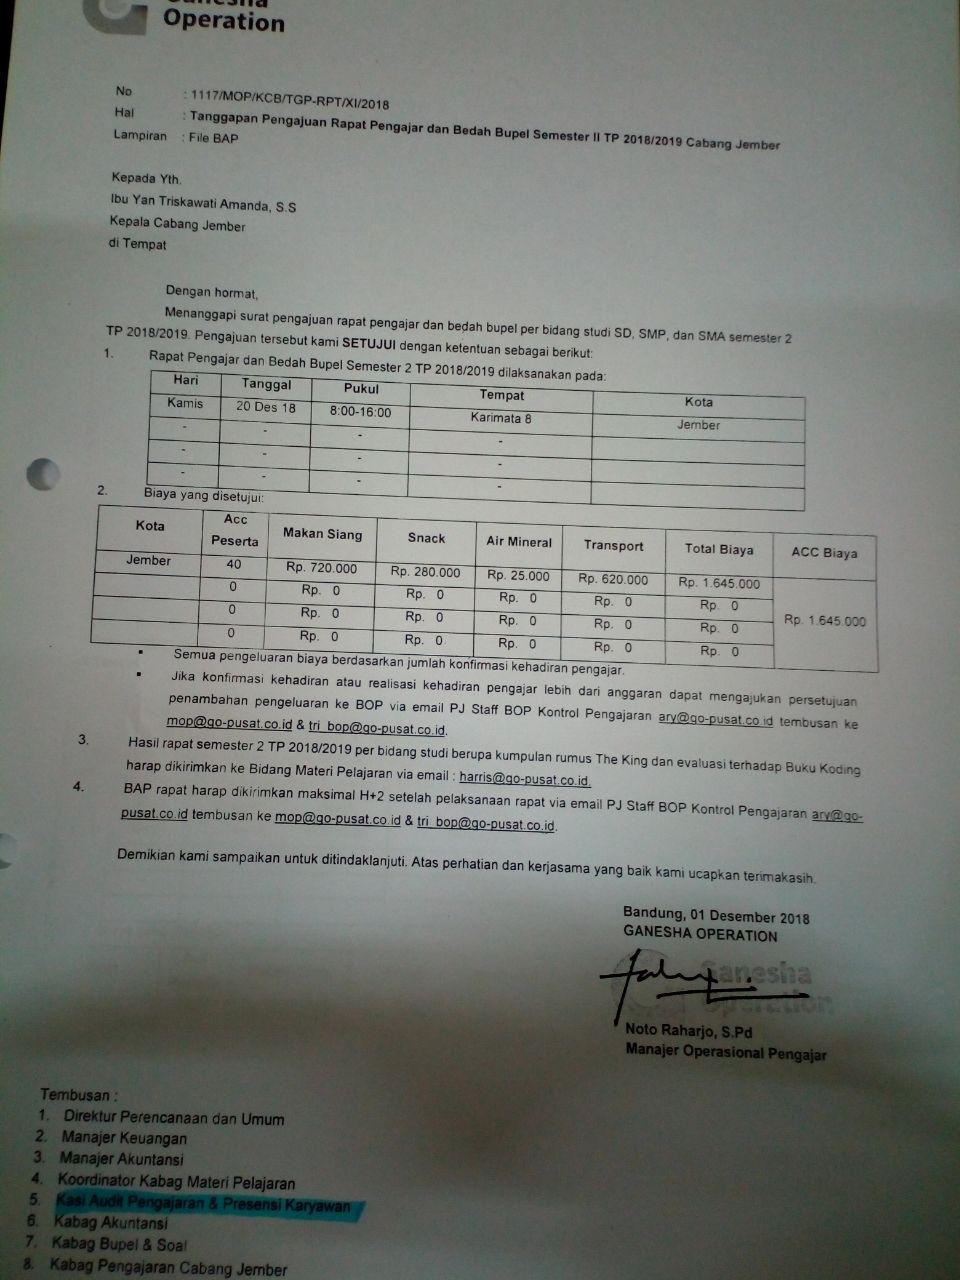 Ganesha
Operation
No : 1117/MOP/KCB/TGP-RPT/XI/2018
Hal : Tanggapan Pengajuan Rapat Pengajar dan Bedah Bupel Semester II TP 2018/2019 Cabang Jember
Lampiran : File BAP
Kepada Yth.
Ibu Yan Triskawati Amanda, S.S
Kepala Cabang Jember
di Tempat
Dengan hormat,
Menanggapi surat pengajuan rapat pengajar dan bedah bupel per bidang studi SD, SMP, dan SMA semester 2
TP 2018/2019. Pengajuan tersebut kami SETUJUI dengan ketentuan sebagai berikut:
1. Rapat Pengajar dan Bedah Bupel Semester 2 TP 2018/2019 dilaksanakan pada:
Hari Tanggal Pukul Tempat Kota
Kamis 20 Des 18 8:00-16:00 Karimata 8 Jember
- - - -
- - - -
- - - -
2. Biaya yang disetujui:
Kota Acc Peserta Makan Siang Snack Air Mineral Transport Total Biaya ACC Biaya
Jember 40 Rp. 720.000 Rp. 280.000 Rp. 25.000 Rp. 620.000 Rp. 1.645.000 Rp. 1.645.000
0 Rp. 0 Rp. 0 Rp. 0 Rp. 0 Rp. 0
0 Rp. 0 Rp. 0 Rp. 0 Rp. 0 Rp. 0
0 Rp. 0 Rp. 0 Rp. 0 Rp. 0 Rp. 0
▪ Semua pengeluaran biaya berdasarkan jumlah konfirmasi kehadiran pengajar.
▪ Jika konfirmasi kehadiran atau realisasi kehadiran pengajar lebih dari anggaran dapat mengajukan persetujuan
penambahan pengeluaran ke BOP via email PJ Staff BOP Kontrol Pengajaran ary@go-pusat.co.id tembusan ke
mop@go-pusat.co.id & tri_bop@go-pusat.co.id.
3. Hasil rapat semester 2 TP 2018/2019 per bidang studi berupa kumpulan rumus The King dan evaluasi terhadap Buku Koding
harap dikirimkan ke Bidang Materi Pelajaran via email : harris@go-pusat.co.id.
4. BAP rapat harap dikirimkan maksimal H+2 setelah pelaksanaan rapat via email PJ Staff BOP Kontrol Pengajaran ary@go-
pusat.co.id tembusan ke mop@go-pusat.co.id & tri_bop@go-pusat.co.id.
Demikian kami sampaikan untuk ditindaklanjuti. Atas perhatian dan kerjasama yang baik kami ucapkan terimakasih.
Bandung, 01 Desember 2018
GANESHA OPERATION
Ganesha
Operation
Noto Raharjo, S.Pd
Manajer Operasional Pengajar
Tembusan :
1. Direktur Perencanaan dan Umum
2. Manajer Keuangan
3. Manajer Akuntansi
4. Koordinator Kabag Materi Pelajaran
5. Kasi Audit Pengajaran & Presensi Karyawan
6. Kabag Akuntansi
7. Kabag Bupel & Soal
8. Kabag Pengajaran Cabang Jember